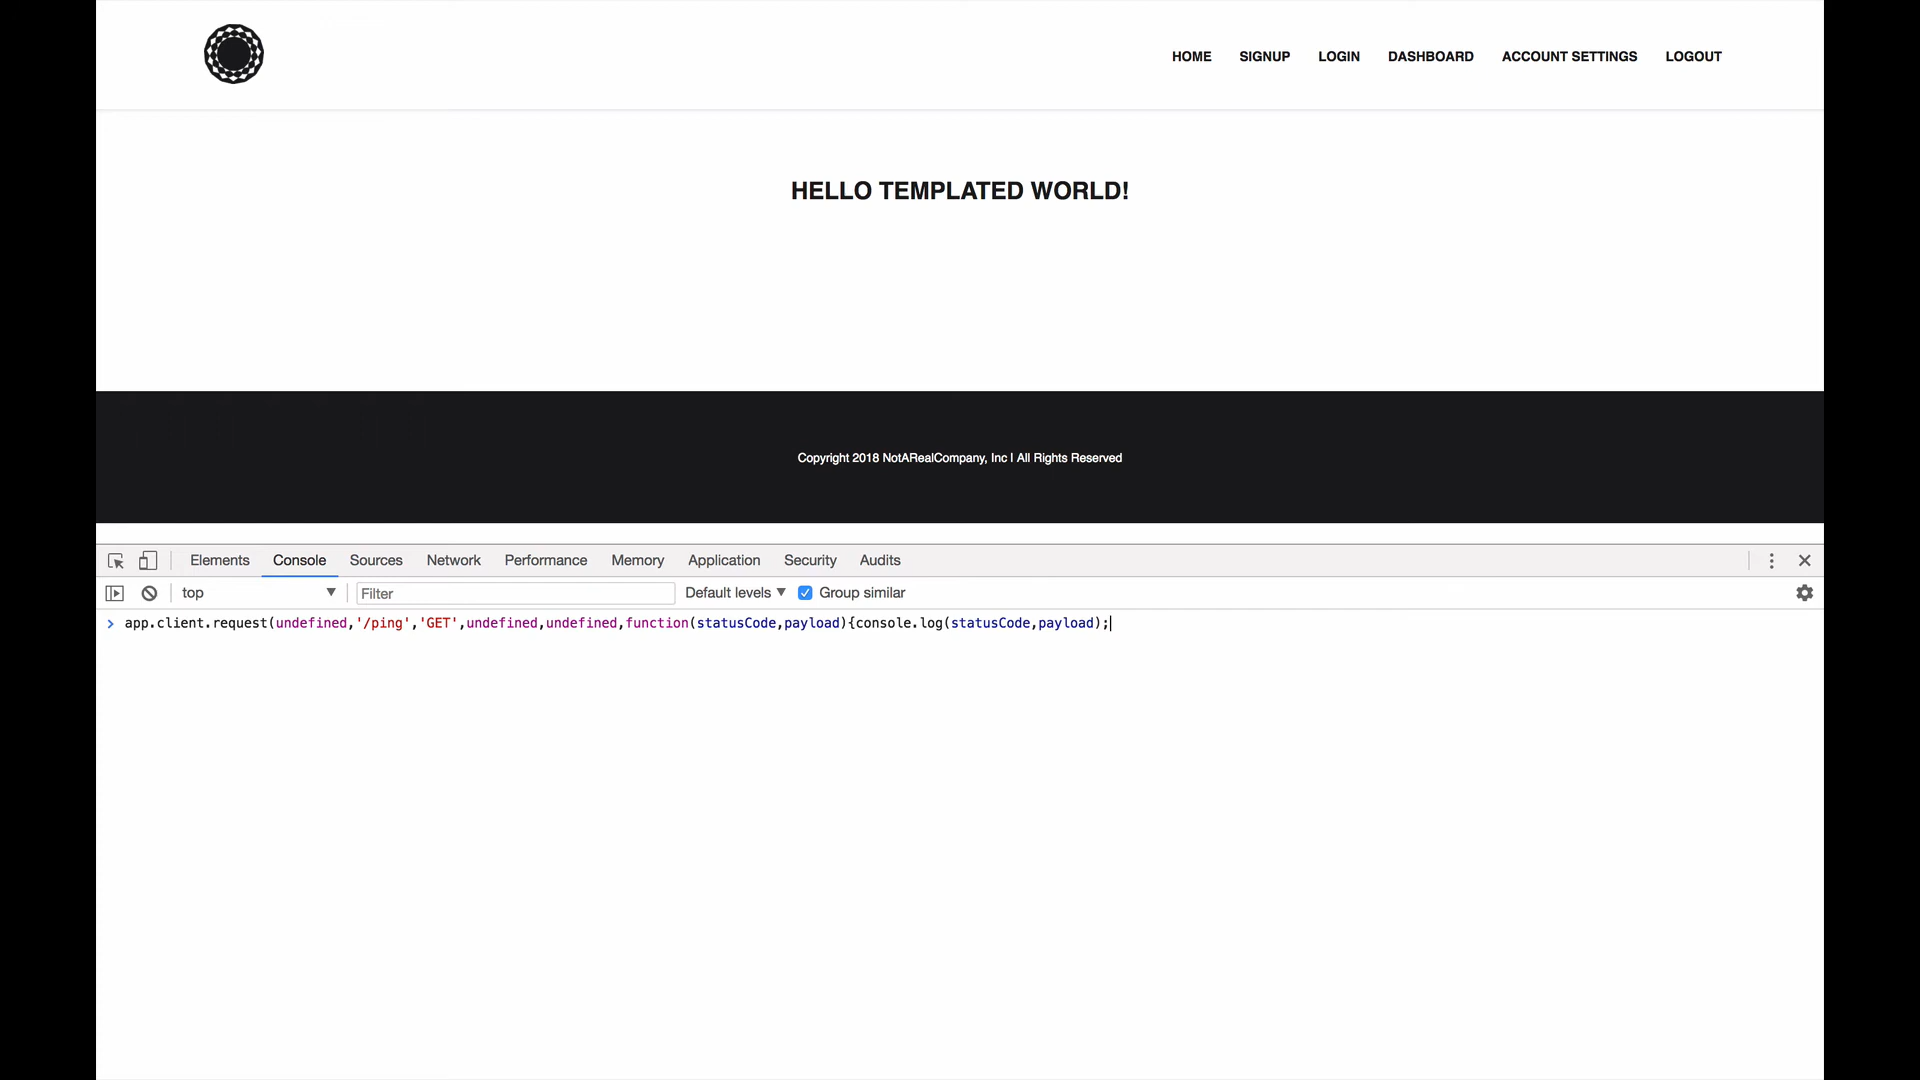 HOME SIGNUP LOGIN DASHBOARD ACCOUNT SETTINGS LOGOUT
HELLO TEMPLATED WORLD!
Copyright 2018 NotARealCompany, Inc | All Rights Reserved
Elements Console Sources Network Performance Memory Application Security Audits
top Filter Default levels Group similar
app.client.request(undefined,'/ping','GET',undefined,undefined,function(statusCode,payload){console.log(statusCode,payload);